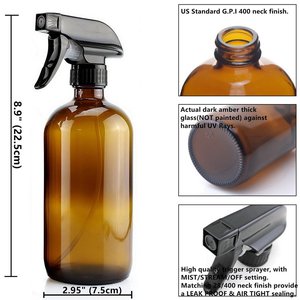 US Standard G.P.I 400 neck finish.
8.9" (22.5cm)
Actual dark amber thick
glass(NOT painted) against
harmful UV Rays.
2.95" (7.5cm)
High quality trigger sprayer, with
MIST/STREAM/OFF setting.
Matching 28/400 neck finish provide
a LEAK PROOF & AIR TIGHT sealing.